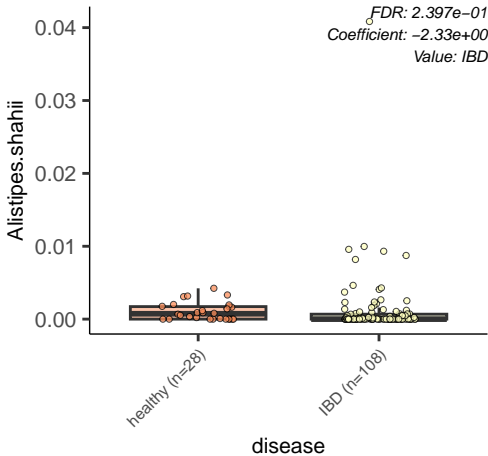 FDR: 2.397e−01
Coefficient: −2.33e+00
Value: IBD
0.04
0.03
0.02
0.01
0.00
Alistipes.shahii
healthy (n=28)
IBD (n=108)
disease